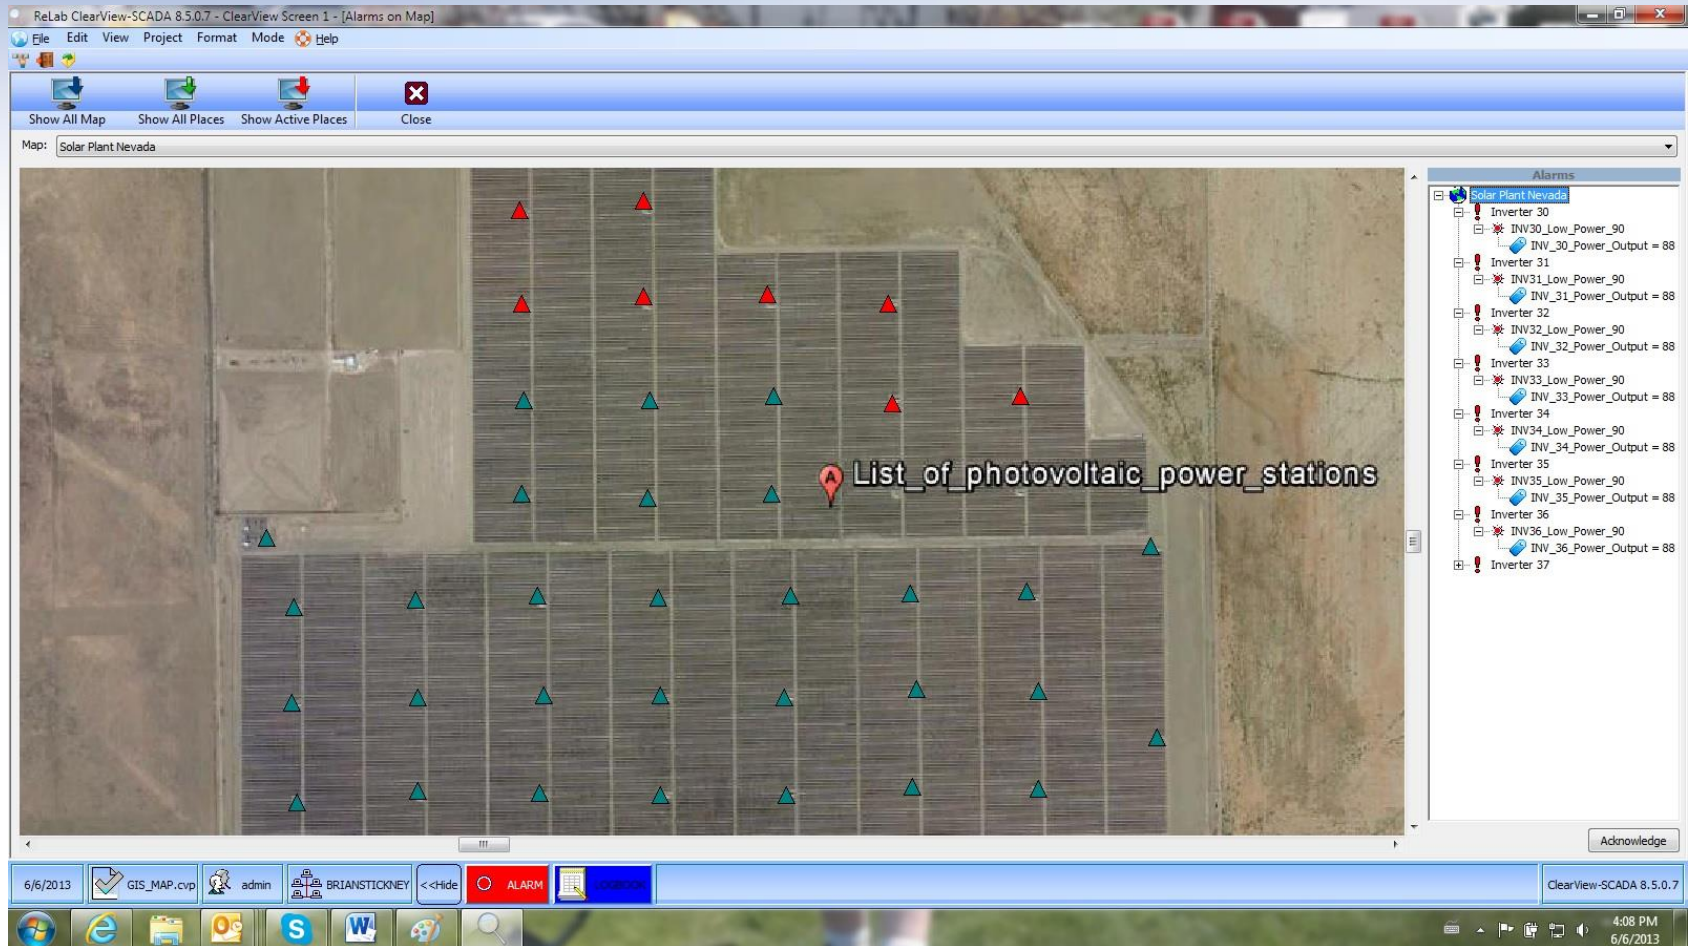 ReLab ClearView-SCADA 8.5.0.7 - ClearView Screen 1 - [Alarms on Map]
File Edit View Project Format Mode Help
Show All Map Show All Places Show Active Places Close
Map: Solar Plant Nevada
Alarms
Solar Plant Nevada
Inverter 30
INV30_Low_Power_90
INV_30_Power_Output = 88
Inverter 31
INV31_Low_Power_90
INV_31_Power_Output = 88
Inverter 32
INV32_Low_Power_90
INV_32_Power_Output = 88
Inverter 33
INV33_Low_Power_90
INV_33_Power_Output = 88
Inverter 34
INV34_Low_Power_90
INV_34_Power_Output = 88
Inverter 35
INV35_Low_Power_90
INV_35_Power_Output = 88
Inverter 36
INV36_Low_Power_90
INV_36_Power_Output = 88
Inverter 37
A List_of_photovoltaic_power_stations
Acknowledge
6/6/2013 GIS_MAP.cvp admin BRIANSTICKNEY <<Hide ALARM LOGBOOK ClearView-SCADA 8.5.0.7
4:08 PM
6/6/2013